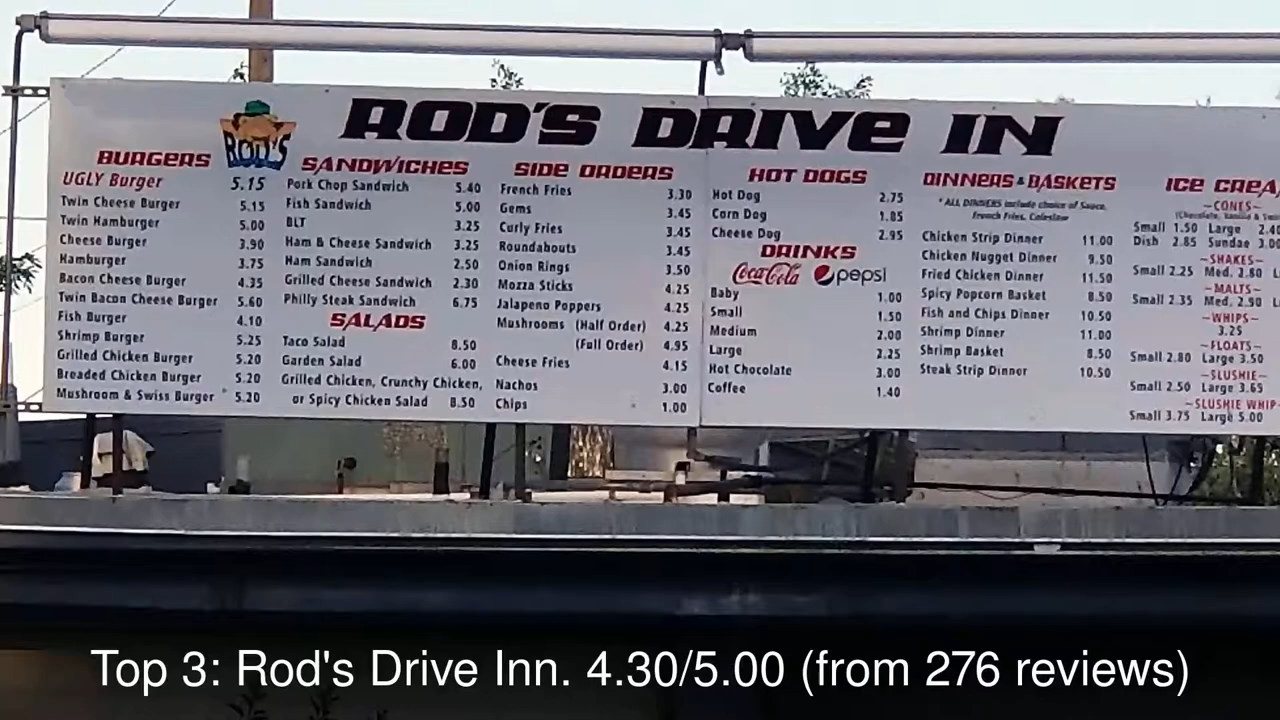 ROD'S DRIVE IN
ROD'S
BURGERS
UGLY Burger 5.15
Twin Cheese Burger 5.15
Twin Hamburger 5.00
Cheese Burger 3.90
Hamburger 3.75
Bacon Cheese Burger 4.35
Twin Bacon Cheese Burger 5.60
Fish Burger 4.10
Shrimp Burger 5.25
Grilled Chicken Burger 5.20
Breaded Chicken Burger 5.20
Mushroom & Swiss Burger 5.20
SANDWICHES
Pork Chop Sandwich 5.40
Fish Sandwich 5.00
BLT 3.25
Ham & Cheese Sandwich 3.25
Ham Sandwich 2.50
Grilled Cheese Sandwich 2.30
Philly Steak Sandwich 6.75
SALADS
Taco Salad 8.50
Garden Salad 6.00
Grilled Chicken, Crunchy Chicken,
or Spicy Chicken Salad 8.50
SIDE ORDERS
French Fries 3.30
Gems 3.45
Curly Fries 3.45
Roundabouts 3.45
Onion Rings 3.50
Mozza Sticks 4.25
Jalapeno Poppers 4.25
Mushrooms (Half Order) 4.25
(Full Order) 4.95
Cheese Fries 4.15
Nachos 3.00
Chips 1.00
HOT DOGS
Hot Dog 2.75
Corn Dog 1.85
Cheese Dog 2.95
DRINKS
Coca-Cola pepsi
Baby 1.00
Small 1.50
Medium 2.00
Large 2.25
Hot Chocolate 3.00
Coffee 1.40
DINNERS & BASKETS
* ALL DINNERS include choice of Sauce,
French Fries, Coleslaw
Chicken Strip Dinner 11.00
Chicken Nugget Dinner 9.50
Fried Chicken Dinner 11.50
Spicy Popcorn Basket 8.50
Fish and Chips Dinner 10.50
Shrimp Dinner 11.00
Shrimp Basket 8.50
Steak Strip Dinner 10.50
ICE CREA
~CONES~
(Chocolate, Vanilla &
Small 1.50 Large 2.40
Dish 2.85 Sundae 3.00
~SHAKES~
Small 2.25 Med. 2.80 L
~MALTS~
Small 2.35 Med. 2.90 L
~WHIPS~
3.25
~FLOATS~
Small 2.80 Large 3.50
~SLUSHIE~
Small 2.50 Large 3.65
~SLUSHIE WHIP~
Small 3.75 Large 5.00
Top 3: Rod's Drive Inn. 4.30/5.00 (from 276 reviews)